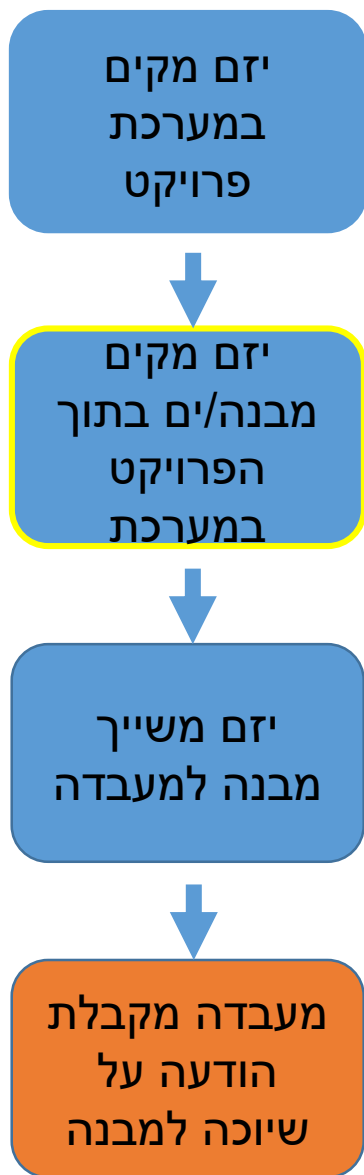 יזם מקים
במערכת
פרויקט
יזם מקים
מבנה/ים בתוך
הפרויקט
במערכת
יזם משייך
מבנה למעבדה
מעבדה מקבלת
הודעה על
שיוכה למבנה